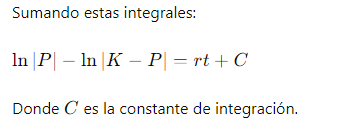 Sumando estas integrales:
ln |P| − ln |K − P| = rt + C
Donde C es la constante de integración.